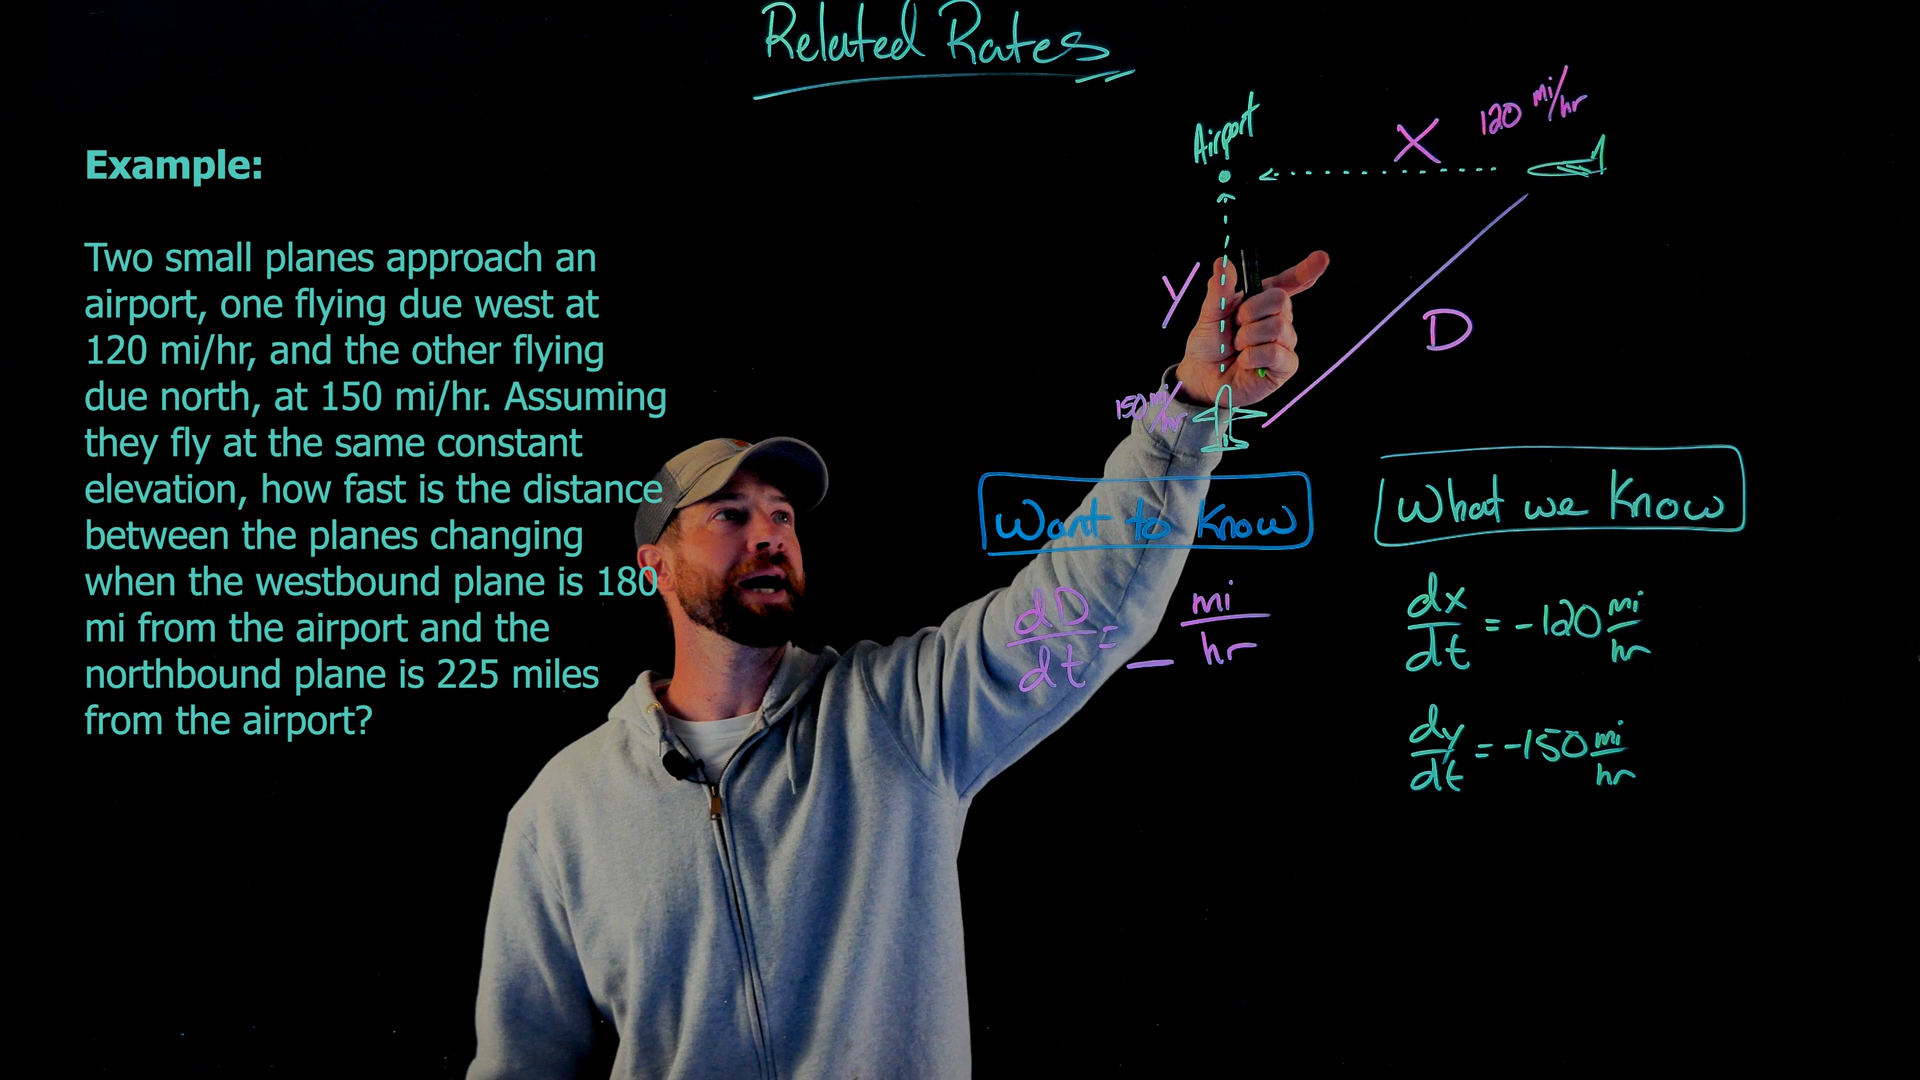 Related Rates
Example:
Two small planes approach an
airport, one flying due west at
120 mi/hr, and the other flying
due north, at 150 mi/hr. Assuming
they fly at the same constant
elevation, how fast is the distance
between the planes changing
when the westbound plane is 180
mi from the airport and the
northbound plane is 225 miles
from the airport?
Airport
X
120 mi/hr
Y
D
150 mi/hr
Want to Know
dD/dt = _ mi/hr
What we Know
dx/dt = -120 mi/hr
dy/dt = -150 mi/hr